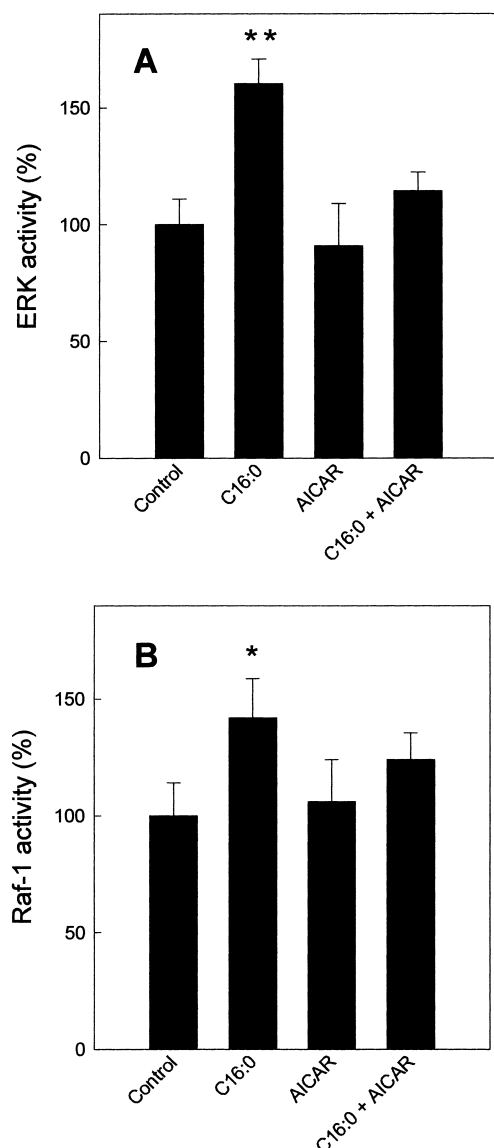 A
**
ERK activity (%)
150
100
50
0
Control
C16:0
AICAR
C16:0 + AICAR
B
*
Raf-1 activity (%)
150
100
50
0
Control
C16:0
AICAR
C16:0 + AICAR